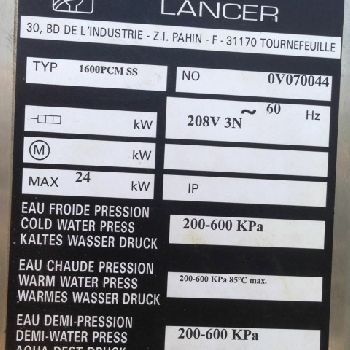 LANCER
30, BD DE L'INDUSTRIE - Z.I. PAHIN - F - 31170 TOURNEFEUILLE
TYP 1600PCM SS NO 0V070044
kW 208V 3N ~ 60 Hz
M kW
MAX 24 kW IP
EAU FROIDE PRESSION
COLD WATER PRESS 200-600 KPa
KALTES WASSER DRUCK
EAU CHAUDE PRESSION
WARM WATER PRESS 200-600 KPa 85°C max.
WARMES WASSER DRUCK
EAU DEMI-PRESSION
DEMI-WATER PRESS 200-600 KPa
AQUA DEST DRUCK